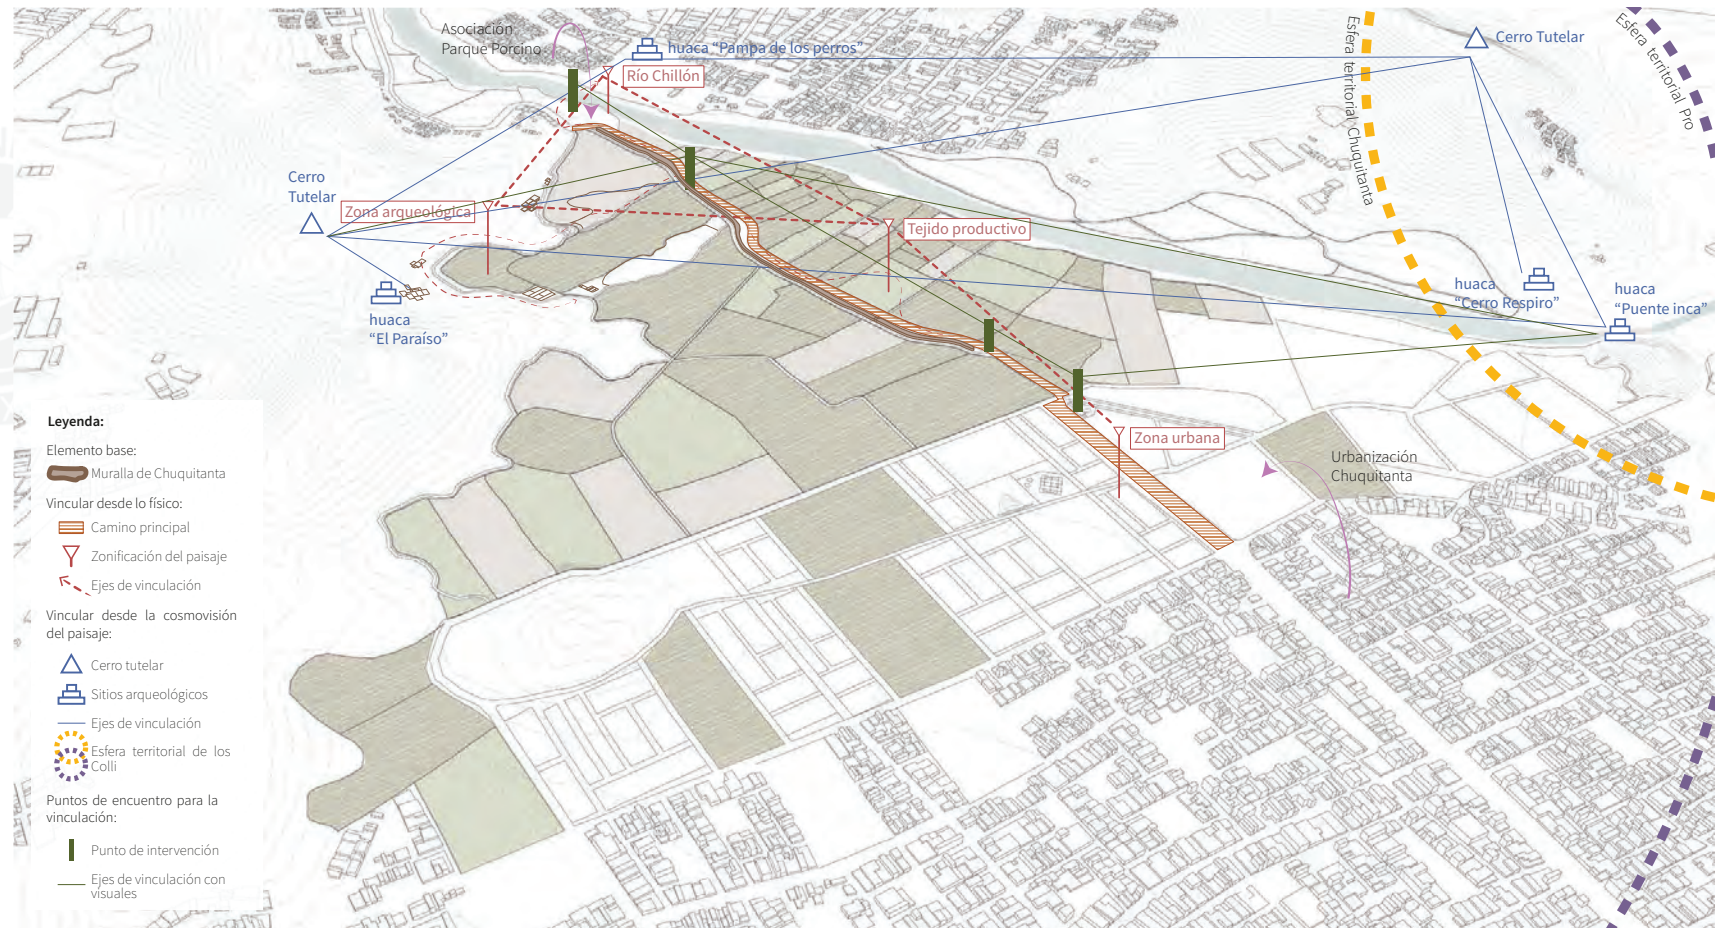 Asociación
Parque Porcino
huaca “Pampa de los perros”
Río Chillón
Cerro Tutelar
Esfera territorial Chuquitanta
Esfera territorial Pro
Cerro
Tutelar
Zona arqueológica
Tejido productivo
huaca
“El Paraíso”
huaca
“Cerro Respiro”
huaca
“Puente inca”
Zona urbana
Urbanización
Chuquitanta
Leyenda:
Elemento base:
Muralla de Chuquitanta
Vincular desde lo físico:
Camino principal
Zonificación del paisaje
Ejes de vinculación
Vincular desde la cosmovisión
del paisaje:
Cerro tutelar
Sitios arqueológicos
Ejes de vinculación
Esfera territorial de los
Colli
Puntos de encuentro para la
vinculación:
Punto de intervención
Ejes de vinculación con
visuales